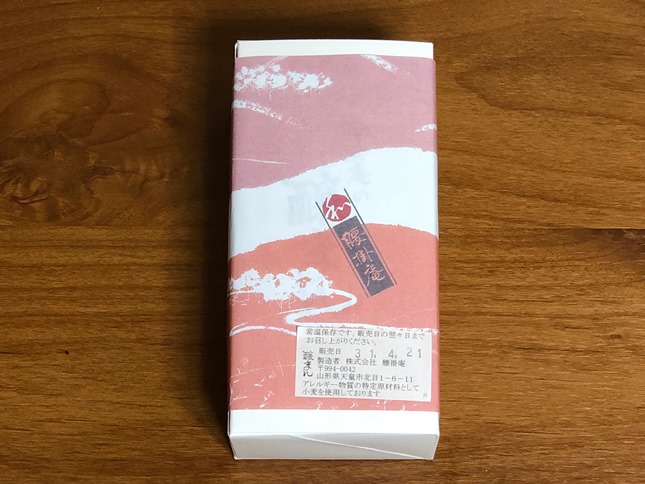 和
腰掛庵
常温保存です。販売日の翌々日まで
お召し上がりください。
販売日 31.4.21
製造者 株式会社 腰掛庵
〒994-0042
山形県天童市北目1-6-11
アレルギー物質の特定原材料として
小麦を使用しております